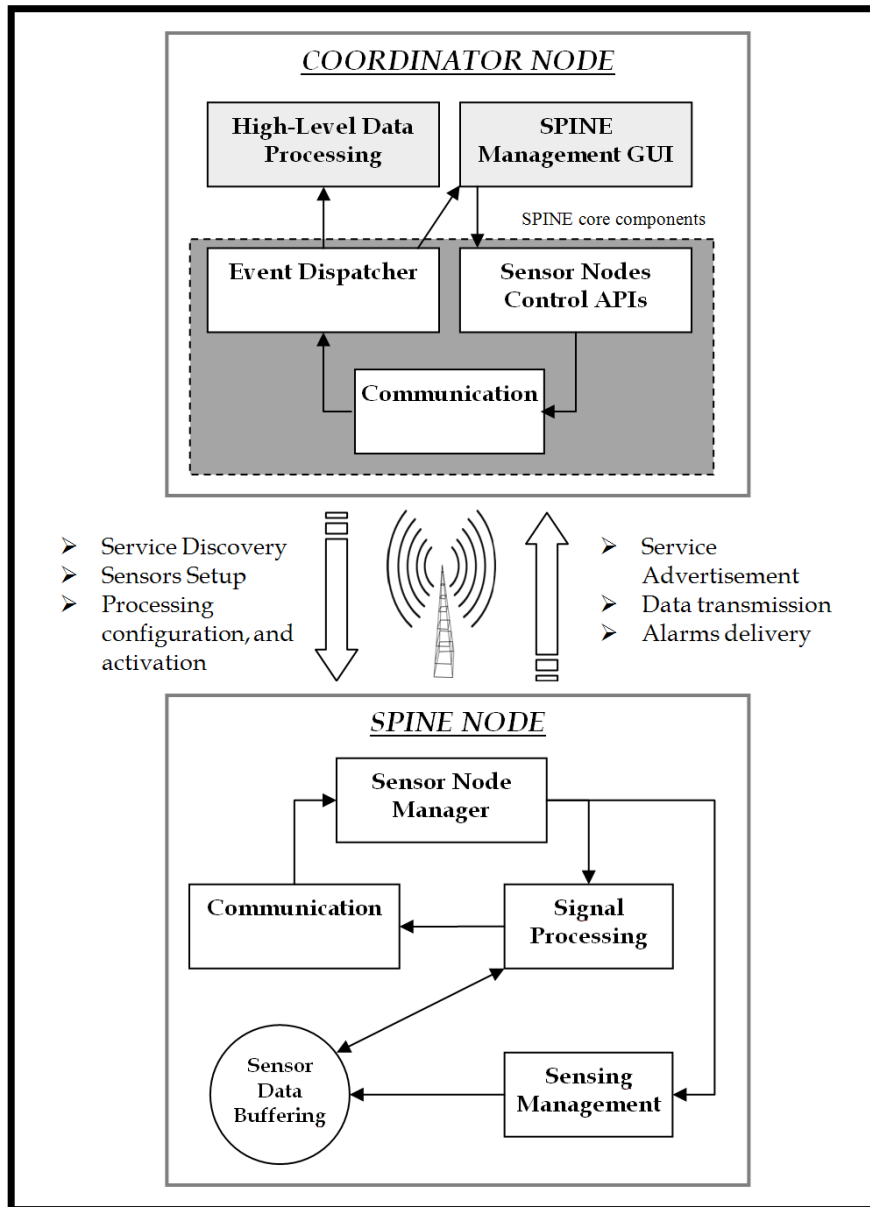 COORDINATOR NODE
High-Level Data
Processing
SPINE
Management GUI
SPINE core components
Event Dispatcher
Sensor Nodes
Control APIs
Communication
➢ Service Discovery
➢ Sensors Setup
➢ Processing
configuration, and
activation
➢ Service
Advertisement
➢ Data transmission
➢ Alarms delivery
SPINE NODE
Sensor Node
Manager
Communication
Signal
Processing
Sensor
Data
Buffering
Sensing
Management